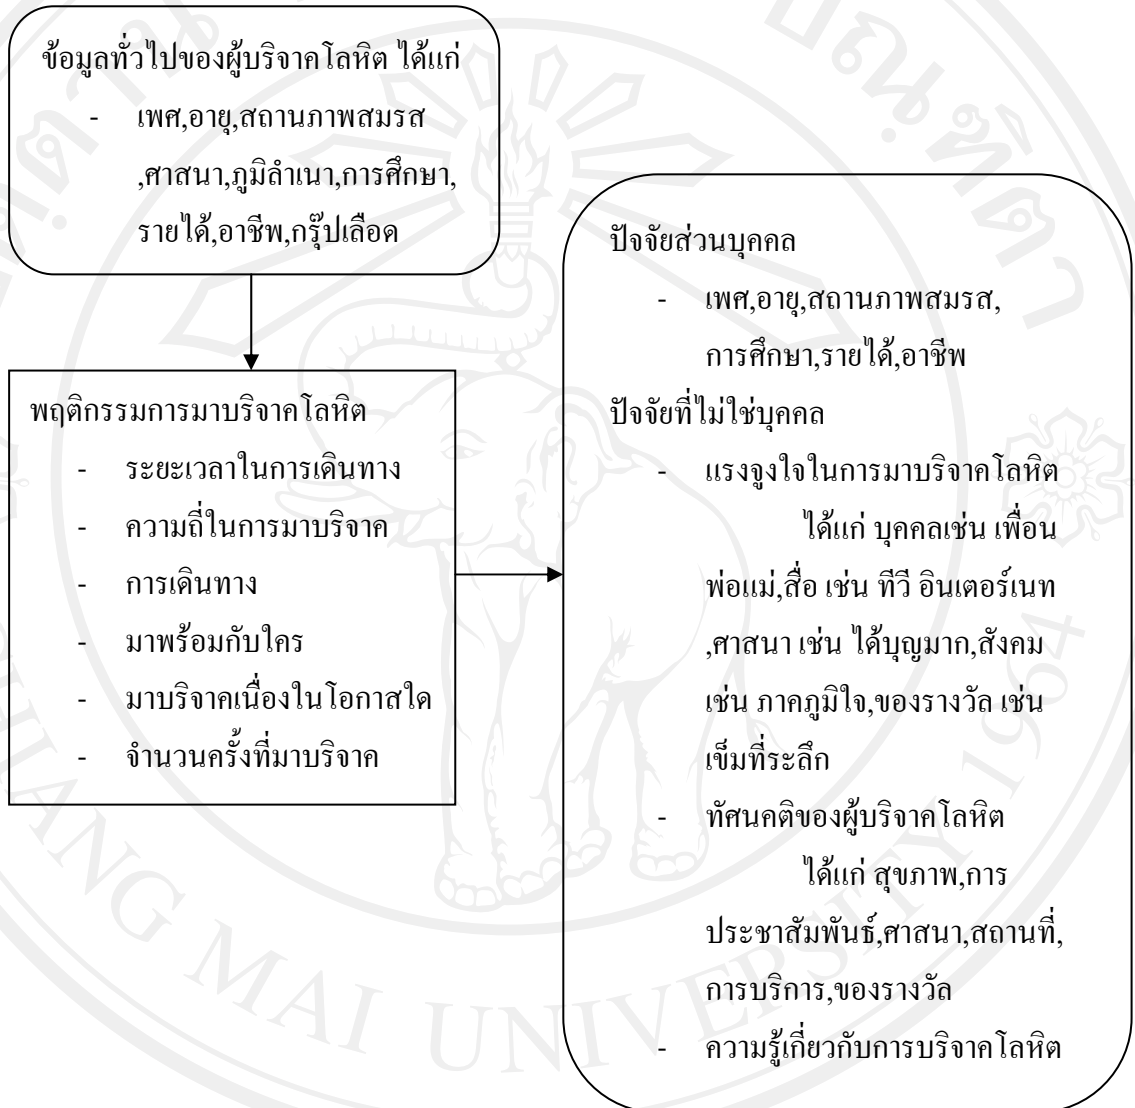 ข้อมูลทั่วไปของผู้บริจาคโลหิต ได้แก่
- เพศ,อายุ,สถานภาพสมรส
,ศาสนา,ภูมิลำเนา,การศึกษา,
รายได้,อาชีพ,กรุ๊ปเลือด
พฤติกรรมการมาบริจาคโลหิต
- ระยะเวลาในการเดินทาง
- ความถี่ในการมาบริจาค
- การเดินทาง
- มาพร้อมกับใคร
- มาบริจาคเนื่องในโอกาสใด
- จำนวนครั้งที่มาบริจาค
ปัจจัยส่วนบุคคล
- เพศ,อายุ,สถานภาพสมรส,
การศึกษา,รายได้,อาชีพ
ปัจจัยที่ไม่ใช่บุคคล
- แรงจูงใจในการมาบริจาคโลหิต
ได้แก่ บุคคลเช่น เพื่อน
พ่อแม่,สื่อ เช่น ทีวี อินเตอร์เนท
,ศาสนา เช่น ได้บุญมาก,สังคม
เช่น ภาคภูมิใจ,ของรางวัล เช่น
เข็มที่ระลึก
- ทัศนคติของผู้บริจาคโลหิต
ได้แก่ สุขภาพ,การ
ประชาสัมพันธ์,ศาสนา,สถานที่,
การบริการ,ของรางวัล
- ความรู้เกี่ยวกับการบริจาคโลหิต
HIANG MAI UNIVERSITY 1964